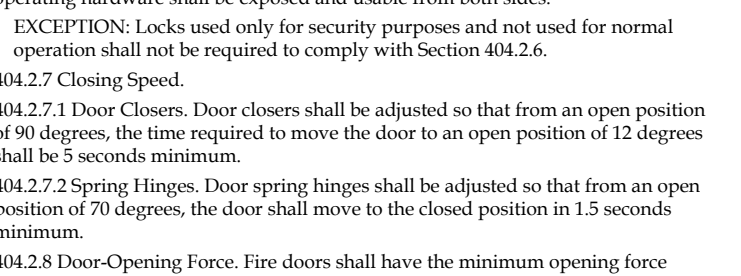 operating hardware shall be exposed and usable from both sides.
EXCEPTION: Locks used only for security purposes and not used for normal
operation shall not be required to comply with Section 404.2.6.
404.2.7 Closing Speed.
404.2.7.1 Door Closers. Door closers shall be adjusted so that from an open position
of 90 degrees, the time required to move the door to an open position of 12 degrees
shall be 5 seconds minimum.
404.2.7.2 Spring Hinges. Door spring hinges shall be adjusted so that from an open
position of 70 degrees, the door shall move to the closed position in 1.5 seconds
minimum.
404.2.8 Door-Opening Force. Fire doors shall have the minimum opening force